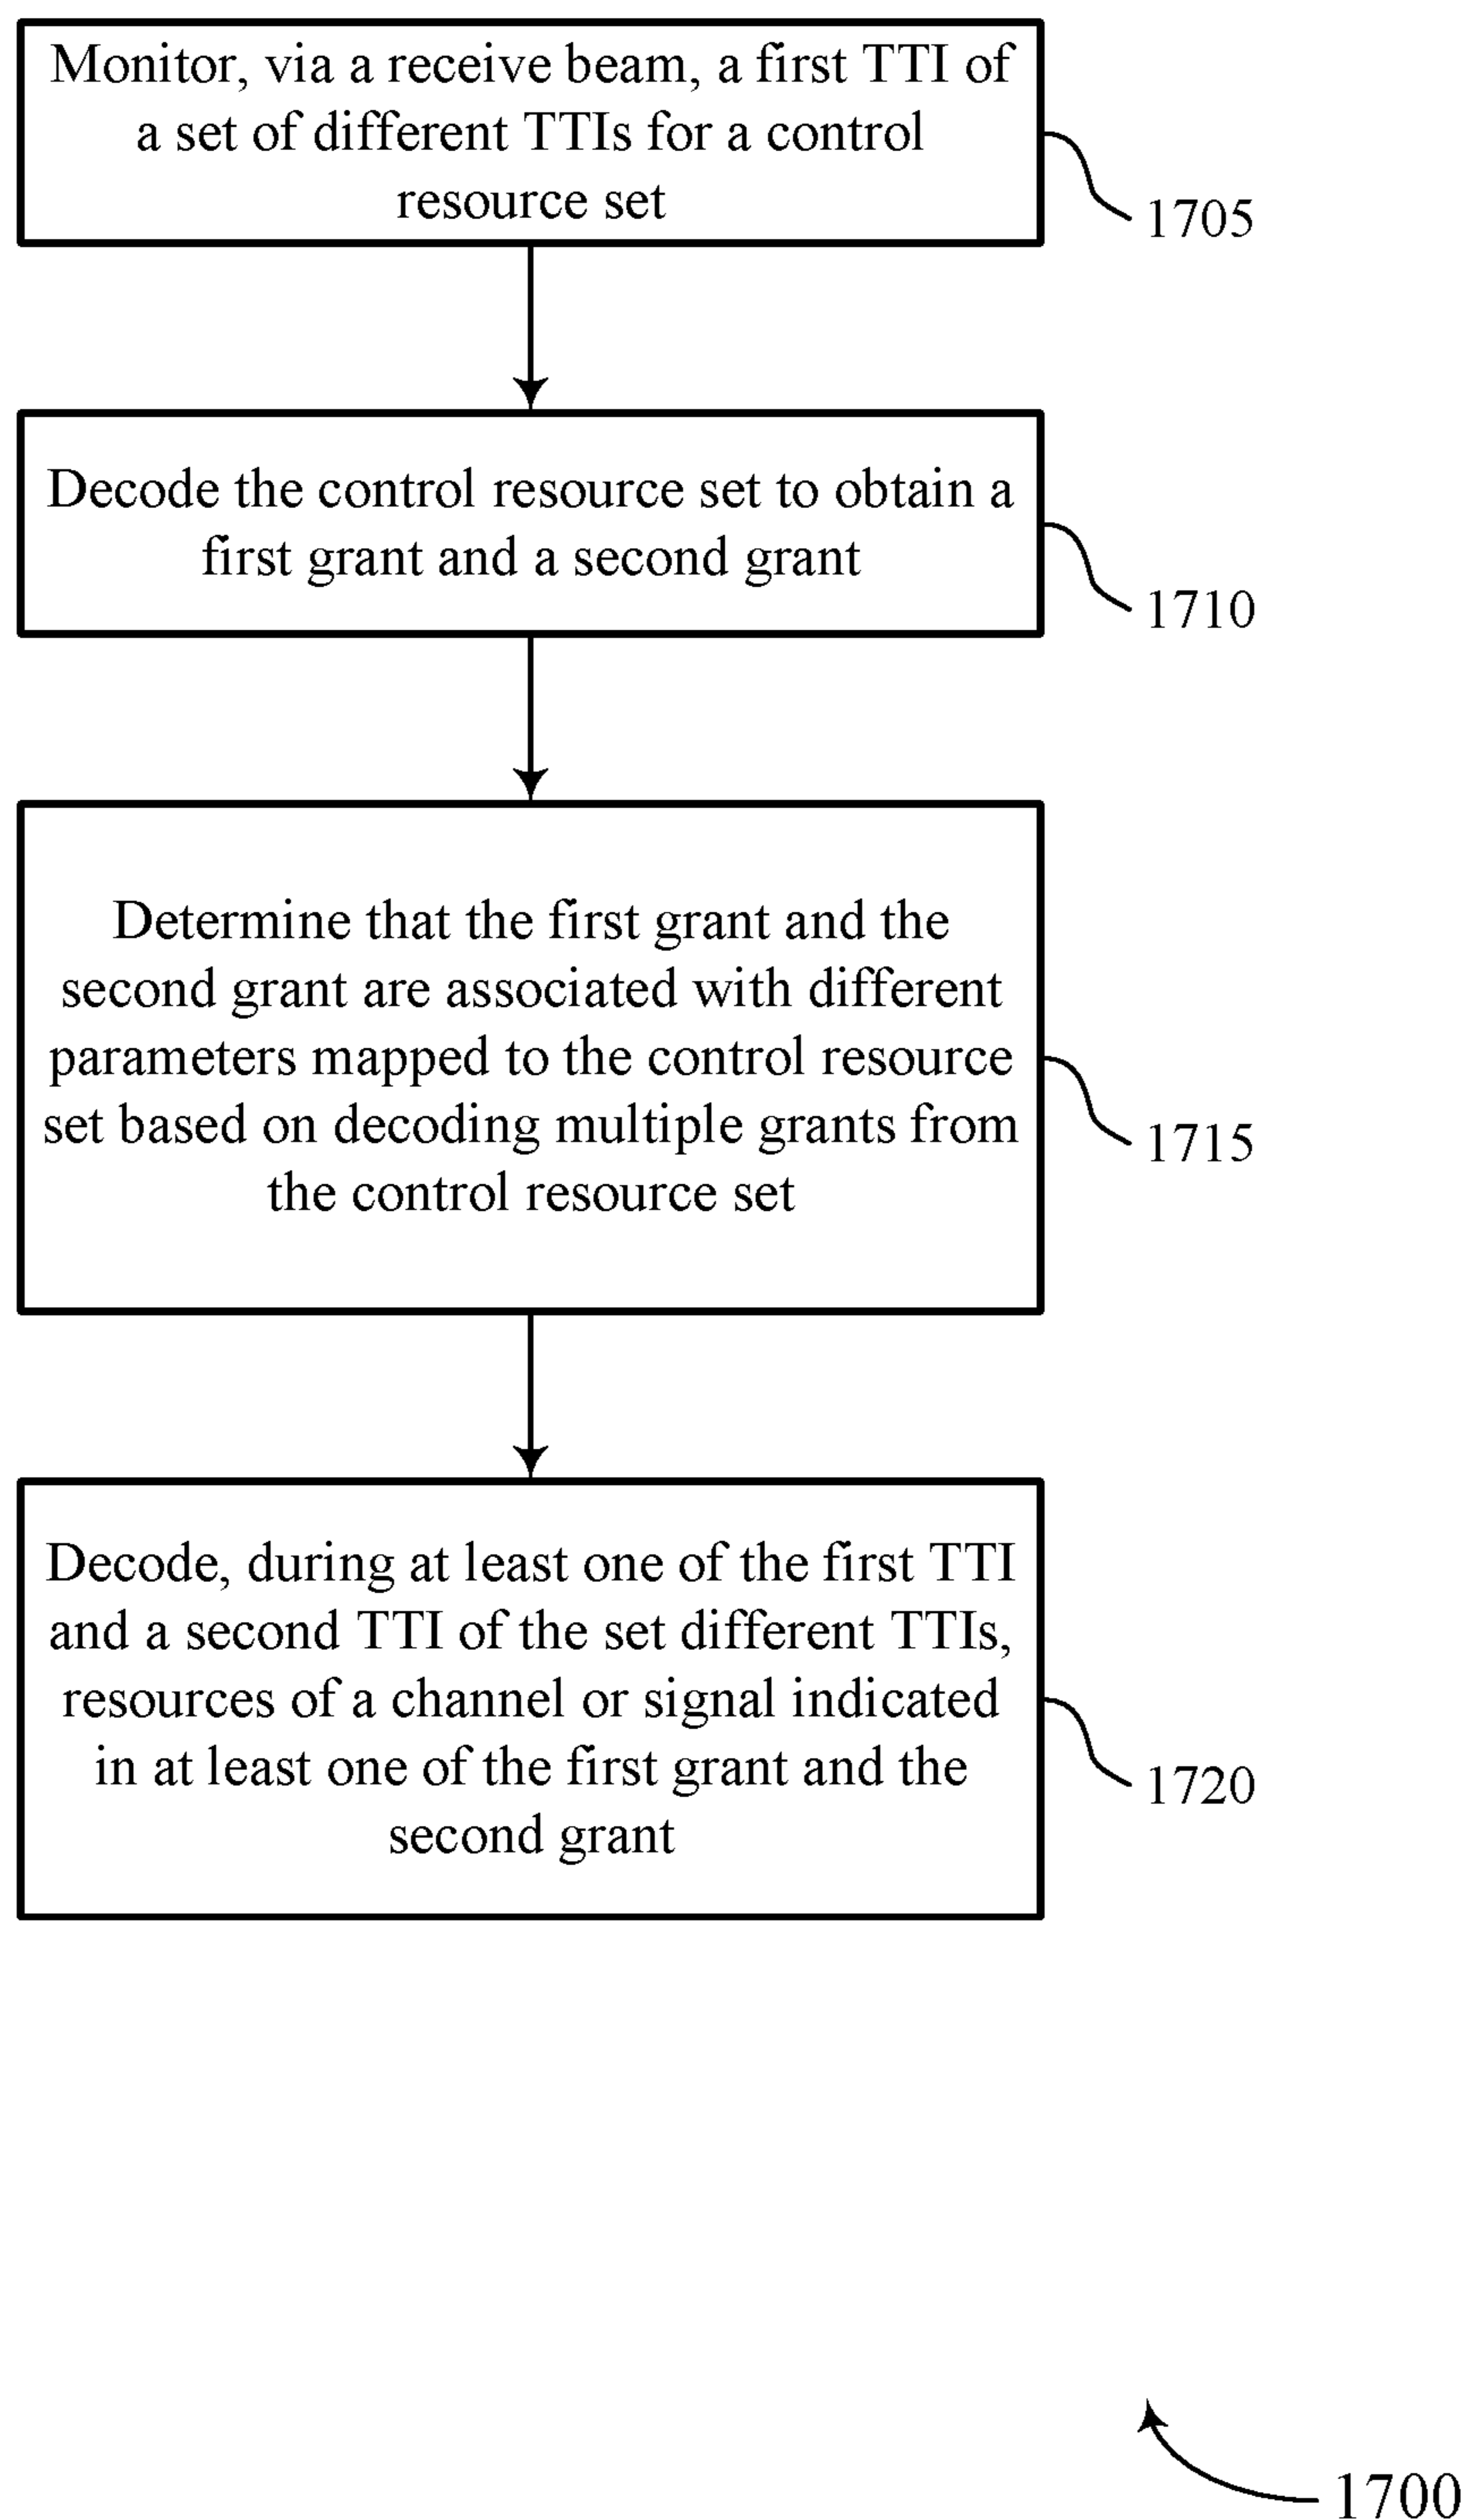 Monitor, via a receive beam, a first TTI of
a set of different TTIs for a control
resource set
1705
Decode the control resource set to obtain a
first grant and a second grant
1710
Determine that the first grant and the
second grant are associated with different
parameters mapped to the control resource
set based on decoding multiple grants from
the control resource set
1715
Decode, during at least one of the first TTI
and a second TTI of the set different TTIs,
resources of a channel or signal indicated
in at least one of the first grant and the
second grant
1720
1700